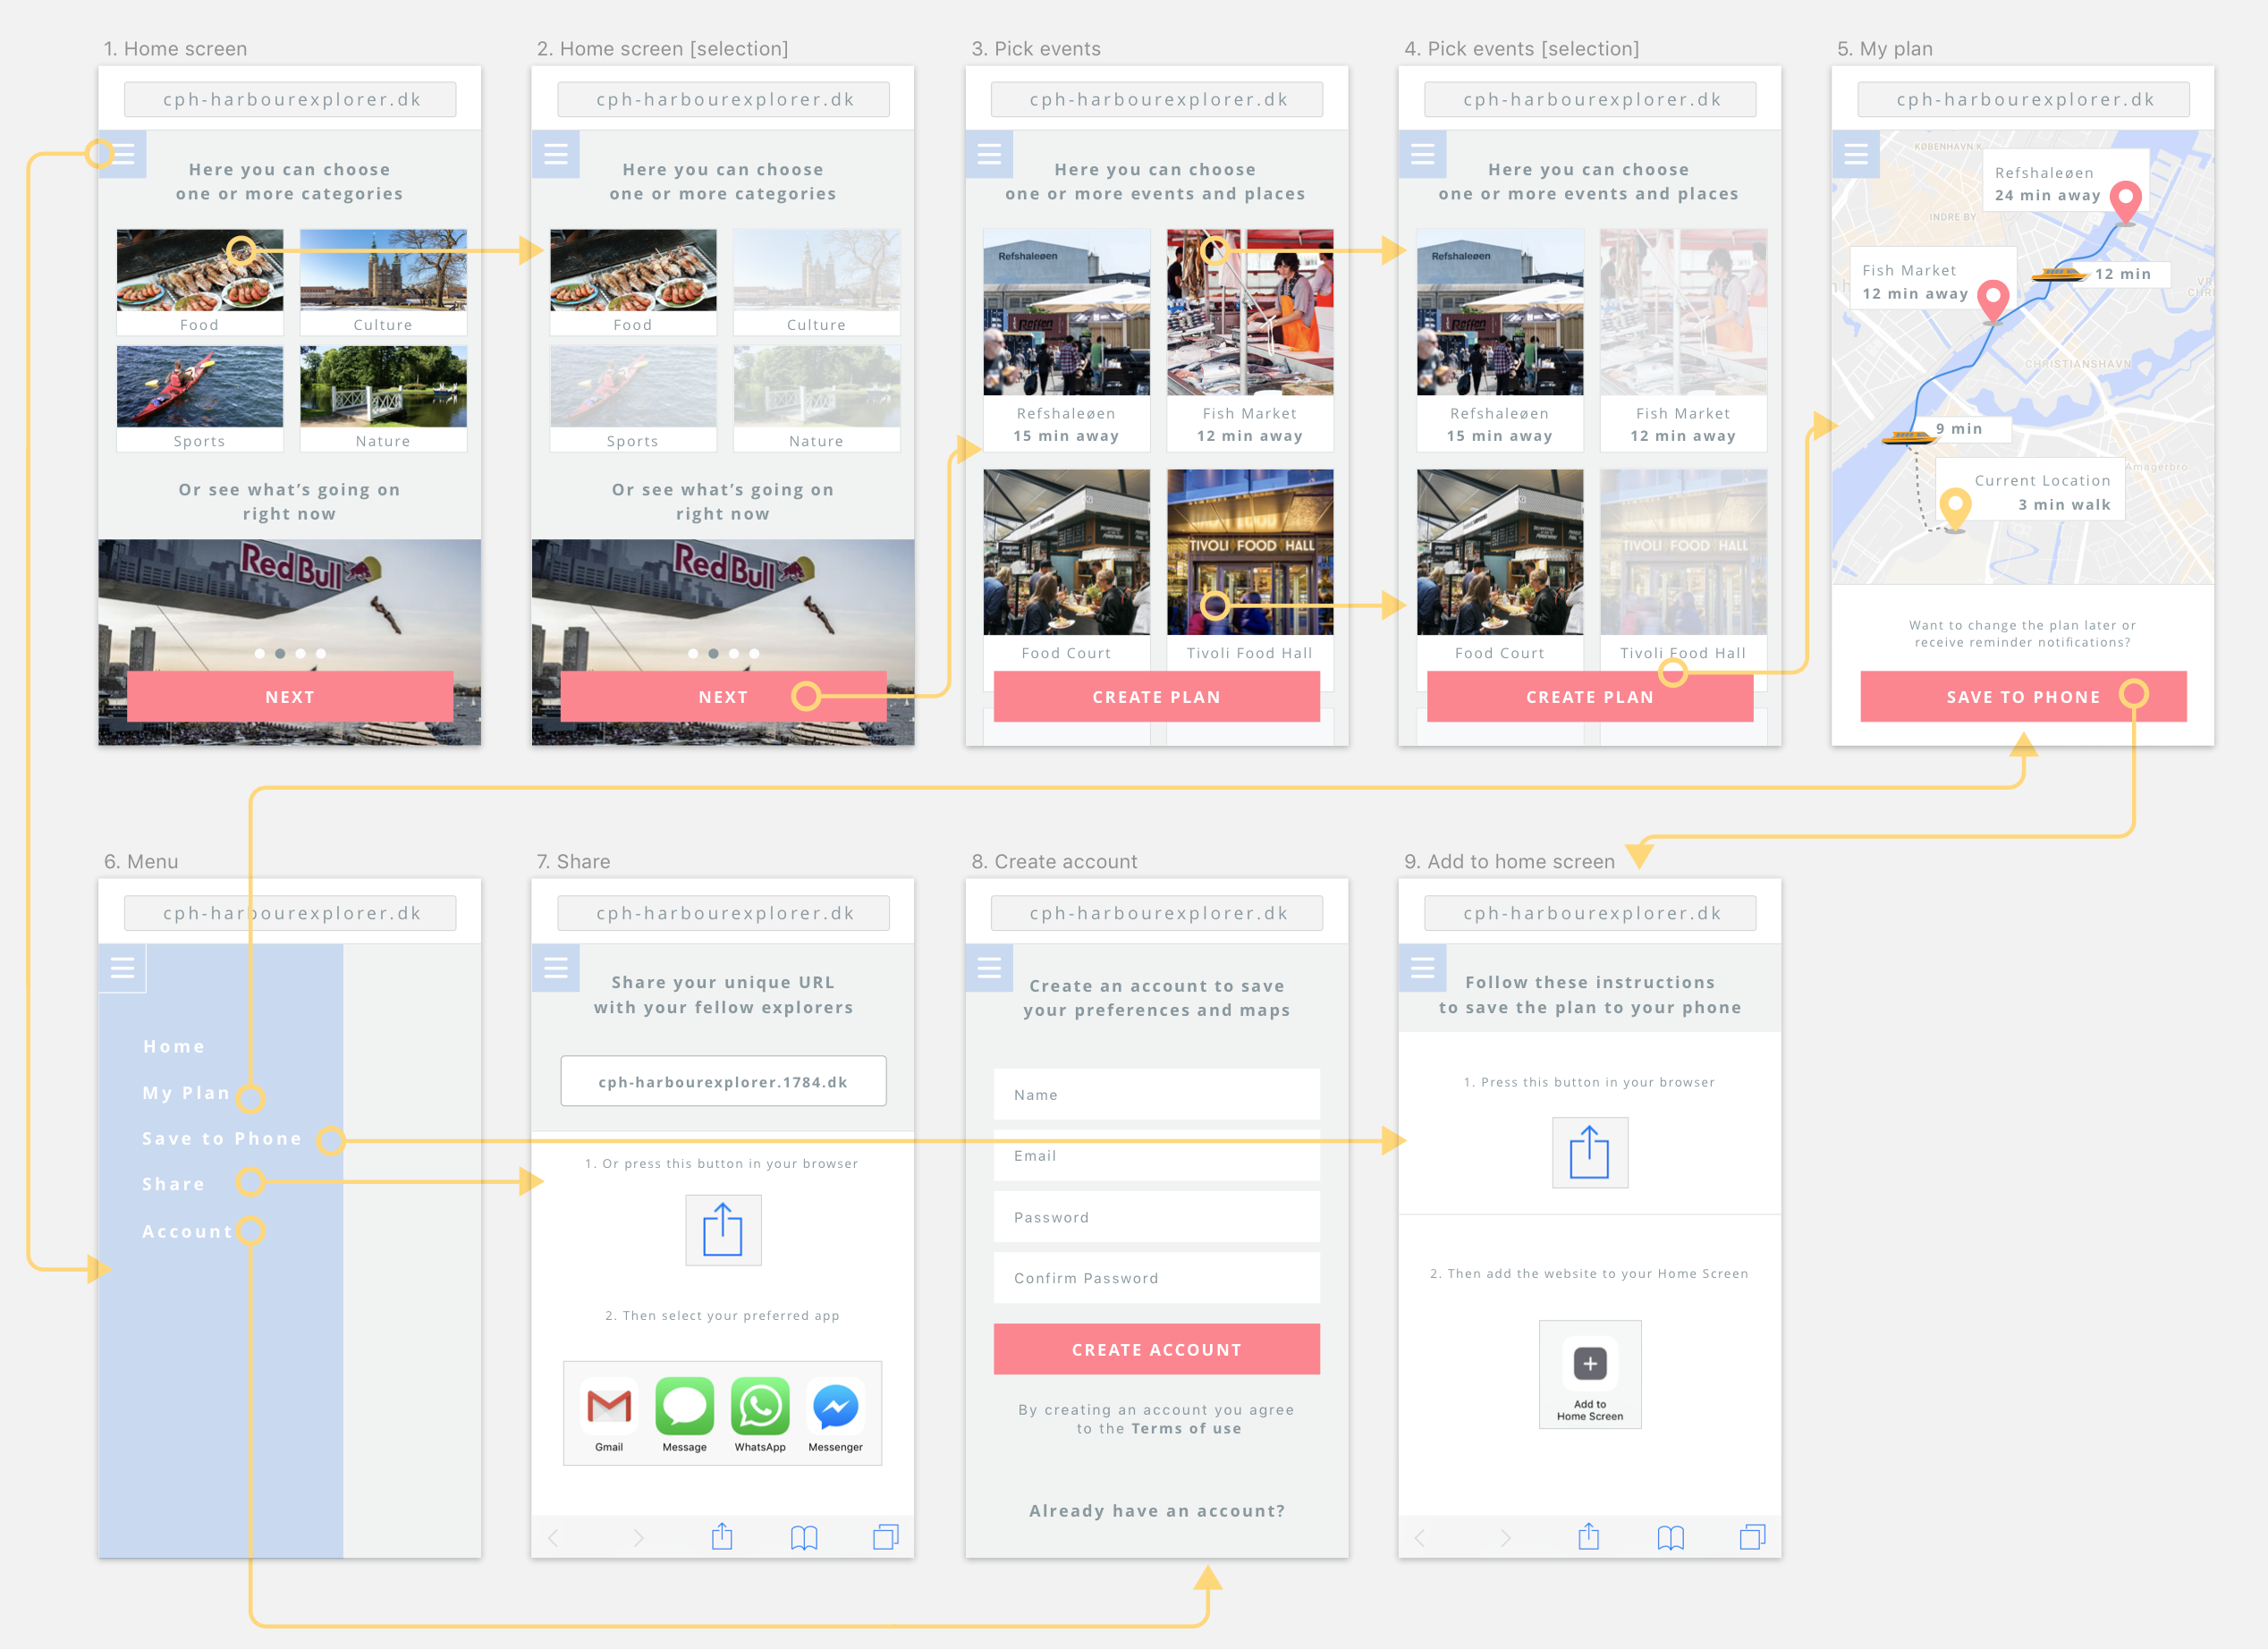 1. Home screen
cph-harbourexplorer.dk
Here you can choose
one or more categories
Food
Culture
Sports
Nature
Or see what's going on
right now
Red Bull
NEXT
2. Home screen [selection]
cph-harbourexplorer.dk
Here you can choose
one or more categories
Food
Culture
Sports
Nature
Or see what's going on
right now
Red Bull
NEXT
3. Pick events
cph-harbourexplorer.dk
Here you can choose
one or more events and places
Refshaleøen
Reffen
Refshaleøen
15 min away
Fish Market
12 min away
TIVOLI FOOD HALL
Food Court
Tivoli Food Hall
CREATE PLAN
4. Pick events [selection]
cph-harbourexplorer.dk
Here you can choose
one or more events and places
Refshaleøen
Reffen
Refshaleøen
15 min away
Fish Market
12 min away
TIVOLI FOOD HALL
Food Court
Tivoli Food Hall
CREATE PLAN
5. My plan
cph-harbourexplorer.dk
KØBENHAVN K
Refshaleøen
24 min away
INDRE BY
Fish Market
12 min away
12 min
CHRISTIANSHAVN
9 min
Amagerbro
Current Location
3 min walk
Want to change the plan later or
receive reminder notifications?
SAVE TO PHONE
6. Menu
cph-harbourexplorer.dk
Home
My Plan
Save to Phone
Share
Account
7. Share
cph-harbourexplorer.dk
Share your unique URL
with your fellow explorers
cph-harbourexplorer.1784.dk
1. Or press this button in your browser
2. Then select your preferred app
Gmail
Message
WhatsApp
Messenger
8. Create account
cph-harbourexplorer.dk
Create an account to save
your preferences and maps
Name
Email
Password
Confirm Password
CREATE ACCOUNT
By creating an account you agree
to the Terms of use
Already have an account?
9. Add to home screen
cph-harbourexplorer.dk
Follow these instructions
to save the plan to your phone
1. Press this button in your browser
2. Then add the website to your Home Screen
Add to
Home Screen